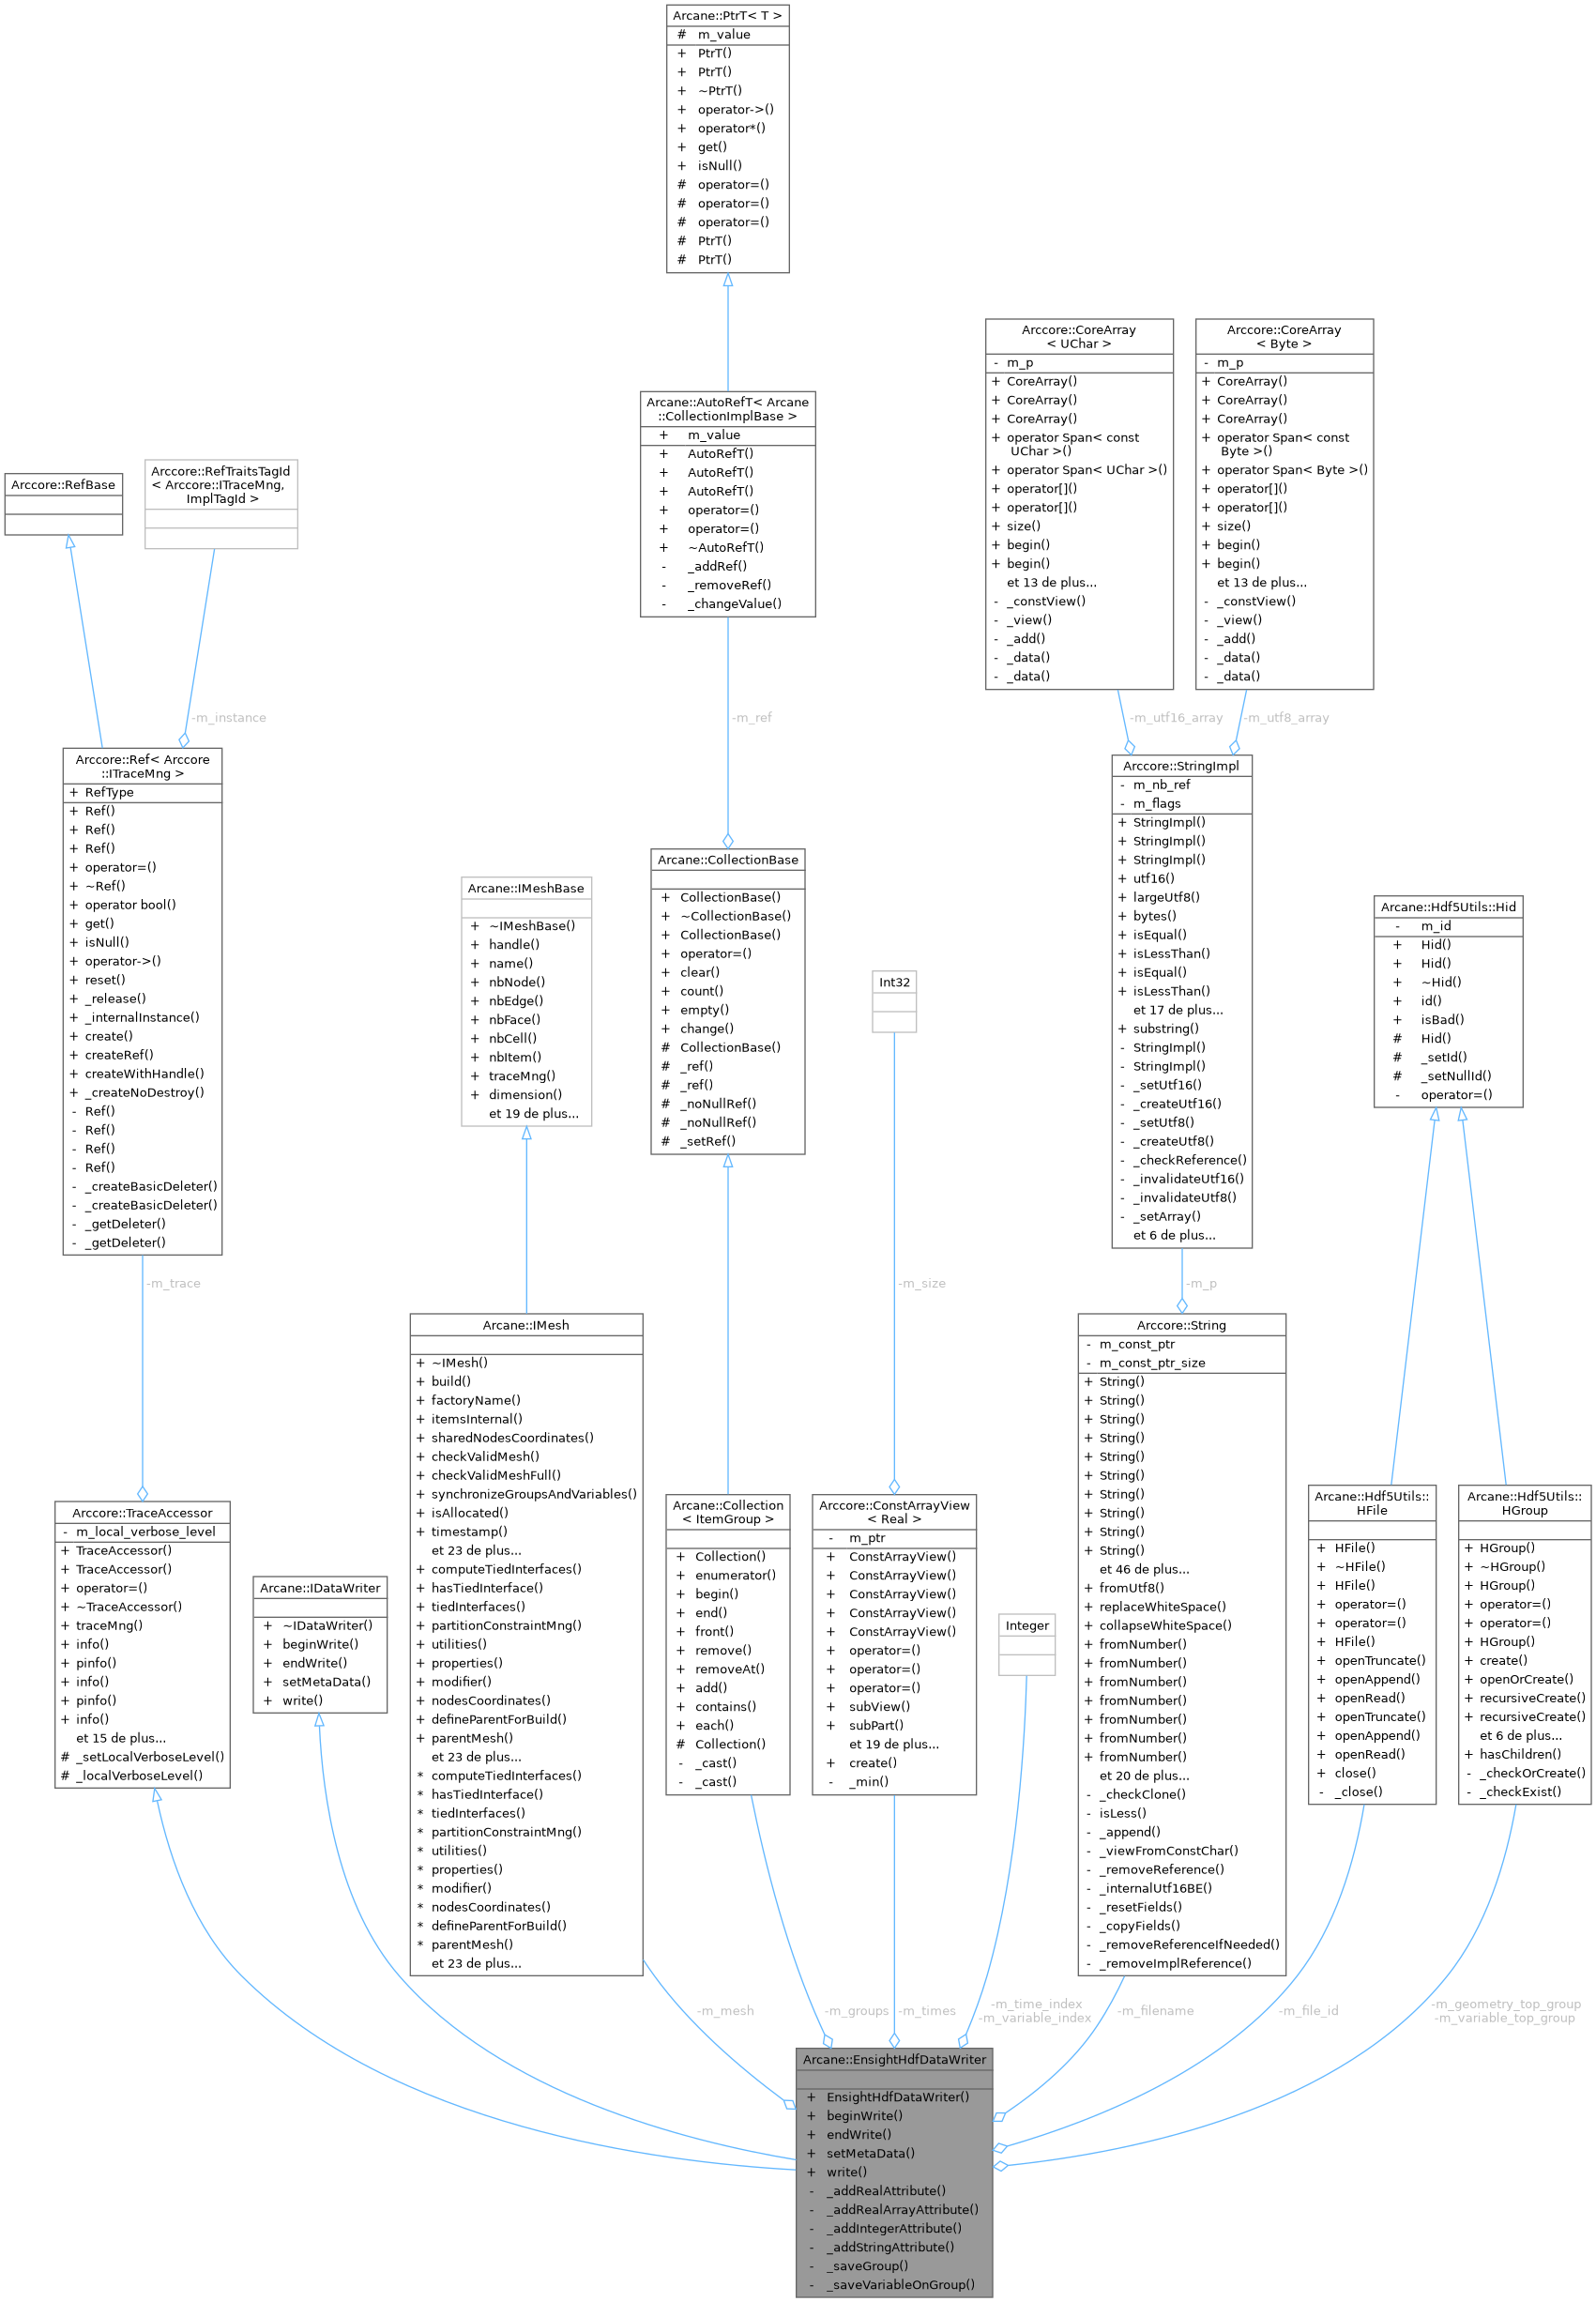 Arcane::PtrT< T >
# m_value
+ PtrT()
+ PtrT()
+ ~PtrT()
+ operator->()
+ operator*()
+ get()
+ isNull()
# operator=()
# operator=()
# operator=()
# PtrT()
# PtrT()
Arccore::CoreArray
< UChar >
- m_p
+ CoreArray()
+ CoreArray()
+ CoreArray()
+ operator Span< const
UChar >()
+ operator Span< UChar >()
+ operator[]()
+ operator[]()
+ size()
+ begin()
+ begin()
et 13 de plus...
- _constView()
- _view()
- _add()
- _data()
- _data()
Arccore::CoreArray
< Byte >
- m_p
+ CoreArray()
+ CoreArray()
+ CoreArray()
+ operator Span< const
Byte >()
+ operator Span< Byte >()
+ operator[]()
+ operator[]()
+ size()
+ begin()
+ begin()
et 13 de plus...
- _constView()
- _view()
- _add()
- _data()
- _data()
Arcane::AutoRefT< Arcane
::CollectionImplBase >
+ m_value
+ AutoRefT()
+ AutoRefT()
+ AutoRefT()
+ operator=()
+ operator=()
+ ~AutoRefT()
- _addRef()
- _removeRef()
- _changeValue()
Arccore::RefBase
Arccore::RefTraitsTagId
< Arccore::ITraceMng,
ImplTagId >
-m_instance
-m_ref
-m_utf16_array
-m_utf8_array
Arccore::Ref< Arccore
::ITraceMng >
+ RefType
+ Ref()
+ Ref()
+ Ref()
+ operator=()
+ ~Ref()
+ operator bool()
+ get()
+ isNull()
+ operator->()
+ reset()
+ _release()
+ _internalInstance()
+ create()
+ createRef()
+ createWithHandle()
+ _createNoDestroy()
- Ref()
- Ref()
- Ref()
- Ref()
- _createBasicDeleter()
- _createBasicDeleter()
- _getDeleter()
- _getDeleter()
Arcane::IMeshBase
+ ~IMeshBase()
+ handle()
+ name()
+ nbNode()
+ nbEdge()
+ nbFace()
+ nbCell()
+ nbItem()
+ traceMng()
+ dimension()
et 19 de plus...
Arcane::CollectionBase
+ CollectionBase()
+ ~CollectionBase()
+ CollectionBase()
+ operator=()
+ clear()
+ count()
+ empty()
+ change()
# CollectionBase()
# _ref()
# _ref()
# _noNullRef()
# _noNullRef()
# _setRef()
Int32
Arccore::StringImpl
- m_nb_ref
- m_flags
+ StringImpl()
+ StringImpl()
+ StringImpl()
+ utf16()
+ largeUtf8()
+ bytes()
+ isEqual()
+ isLessThan()
+ isEqual()
+ isLessThan()
et 17 de plus...
+ substring()
- StringImpl()
- StringImpl()
- _setUtf16()
- _createUtf16()
- _setUtf8()
- _createUtf8()
- _checkReference()
- _invalidateUtf16()
- _invalidateUtf8()
- _setArray()
et 6 de plus...
Arcane::Hdf5Utils::Hid
- m_id
+ Hid()
+ Hid()
+ ~Hid()
+ id()
+ isBad()
# Hid()
# _setId()
# _setNullId()
- operator=()
-m_trace
-m_size
-m_p
Arccore::TraceAccessor
- m_local_verbose_level
+ TraceAccessor()
+ TraceAccessor()
+ operator=()
+ ~TraceAccessor()
+ traceMng()
+ info()
+ pinfo()
+ info()
+ pinfo()
+ info()
et 15 de plus...
# _setLocalVerboseLevel()
# _localVerboseLevel()
Arcane::IDataWriter
+ ~IDataWriter()
+ beginWrite()
+ endWrite()
+ setMetaData()
+ write()
Arcane::IMesh
+ ~IMesh()
+ build()
+ factoryName()
+ itemsInternal()
+ sharedNodesCoordinates()
+ checkValidMesh()
+ checkValidMeshFull()
+ synchronizeGroupsAndVariables()
+ isAllocated()
+ timestamp()
et 23 de plus...
+ computeTiedInterfaces()
+ hasTiedInterface()
+ tiedInterfaces()
+ partitionConstraintMng()
+ utilities()
+ properties()
+ modifier()
+ nodesCoordinates()
+ defineParentForBuild()
+ parentMesh()
et 23 de plus...
* computeTiedInterfaces()
* hasTiedInterface()
* tiedInterfaces()
* partitionConstraintMng()
* utilities()
* properties()
* modifier()
* nodesCoordinates()
* defineParentForBuild()
* parentMesh()
et 23 de plus...
Arcane::Collection
< ItemGroup >
+ Collection()
+ enumerator()
+ begin()
+ end()
+ front()
+ remove()
+ removeAt()
+ add()
+ contains()
+ each()
# Collection()
- _cast()
- _cast()
Arccore::ConstArrayView
< Real >
- m_ptr
+ ConstArrayView()
+ ConstArrayView()
+ ConstArrayView()
+ ConstArrayView()
+ ConstArrayView()
+ operator=()
+ operator=()
+ operator=()
+ subView()
+ subPart()
et 19 de plus...
+ create()
- _min()
Integer
Arccore::String
- m_const_ptr
- m_const_ptr_size
+ String()
+ String()
+ String()
+ String()
+ String()
+ String()
+ String()
+ String()
+ String()
+ String()
et 46 de plus...
+ fromUtf8()
+ replaceWhiteSpace()
+ collapseWhiteSpace()
+ fromNumber()
+ fromNumber()
+ fromNumber()
+ fromNumber()
+ fromNumber()
+ fromNumber()
+ fromNumber()
et 20 de plus...
- _checkClone()
- isLess()
- _append()
- _viewFromConstChar()
- _removeReference()
- _internalUtf16BE()
- _resetFields()
- _copyFields()
- _removeReferenceIfNeeded()
- _removeImplReference()
Arcane::Hdf5Utils::
HFile
+ HFile()
+ ~HFile()
+ HFile()
+ operator=()
+ operator=()
+ HFile()
+ openTruncate()
+ openAppend()
+ openRead()
+ openTruncate()
+ openAppend()
+ openRead()
+ close()
- _close()
Arcane::Hdf5Utils::
HGroup
+ HGroup()
+ ~HGroup()
+ HGroup()
+ operator=()
+ operator=()
+ HGroup()
+ create()
+ openOrCreate()
+ recursiveCreate()
+ recursiveCreate()
et 6 de plus...
+ hasChildren()
- _checkOrCreate()
- _checkExist()
-m_mesh
-m_groups
-m_times
-m_time_index
-m_variable_index
-m_filename
-m_file_id
-m_geometry_top_group
-m_variable_top_group
Arcane::EnsightHdfDataWriter
+ EnsightHdfDataWriter()
+ beginWrite()
+ endWrite()
+ setMetaData()
+ write()
- _addRealAttribute()
- _addRealArrayAttribute()
- _addIntegerAttribute()
- _addStringAttribute()
- _saveGroup()
- _saveVariableOnGroup()